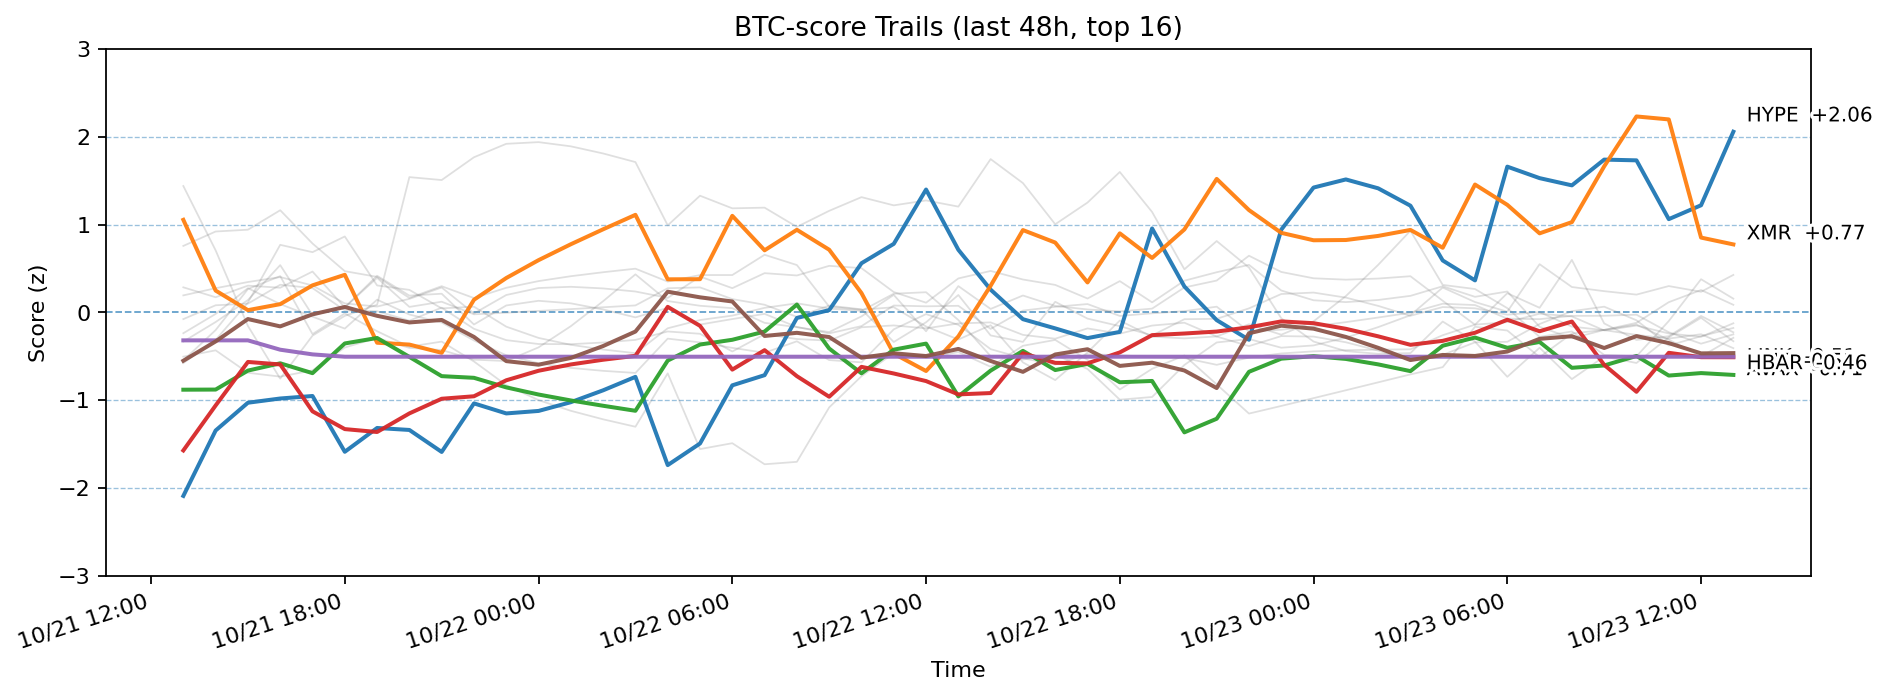 BTC-score Trails (last 48h, top 16)
Score (z)
3
2
1
0
−1
−2
−3
HYPE +2.06
XMR +0.77
HBAR -0.46
10/21 12:00
10/21 18:00
10/22 00:00
10/22 06:00
10/22 12:00
10/22 18:00
10/23 00:00
10/23 06:00
10/23 12:00
Time